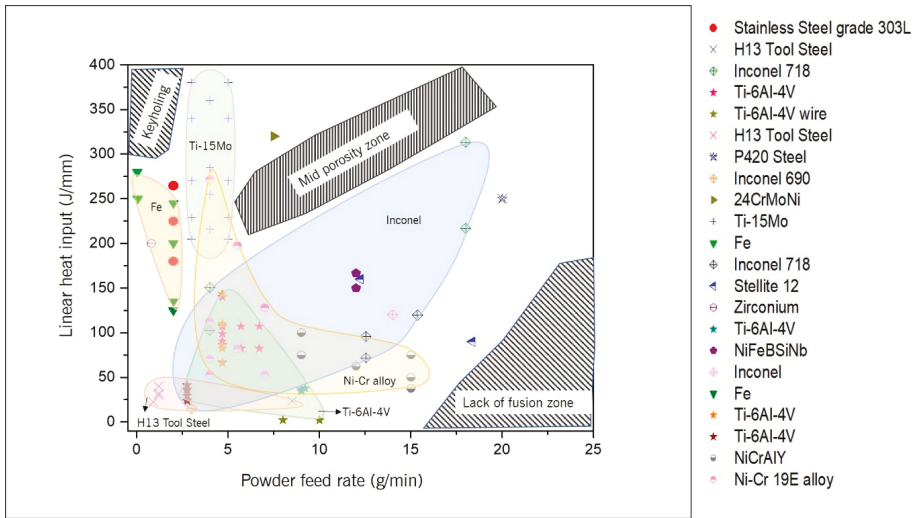 400
350
300
250
200
150
100
50
0
Linear heat input (J/mm)
0
5
10
15
20
25
Powder feed rate (g/min)
Keyholing
Ti-15Mo
Mid porosity zone
Fe
Inconel
Ni-Cr alloy
Ti-6Al-4V
H13 Tool Steel
Lack of fusion zone
Stainless Steel grade 303L
H13 Tool Steel
Inconel 718
Ti-6Al-4V
Ti-6Al-4V wire
H13 Tool Steel
P420 Steel
Inconel 690
24CrMoNi
Ti-15Mo
Fe
Inconel 718
Stellite 12
Zirconium
Ti-6Al-4V
NiFeBSiNb
Inconel
Fe
Ti-6Al-4V
Ti-6Al-4V
NiCrAlY
Ni-Cr 19E alloy